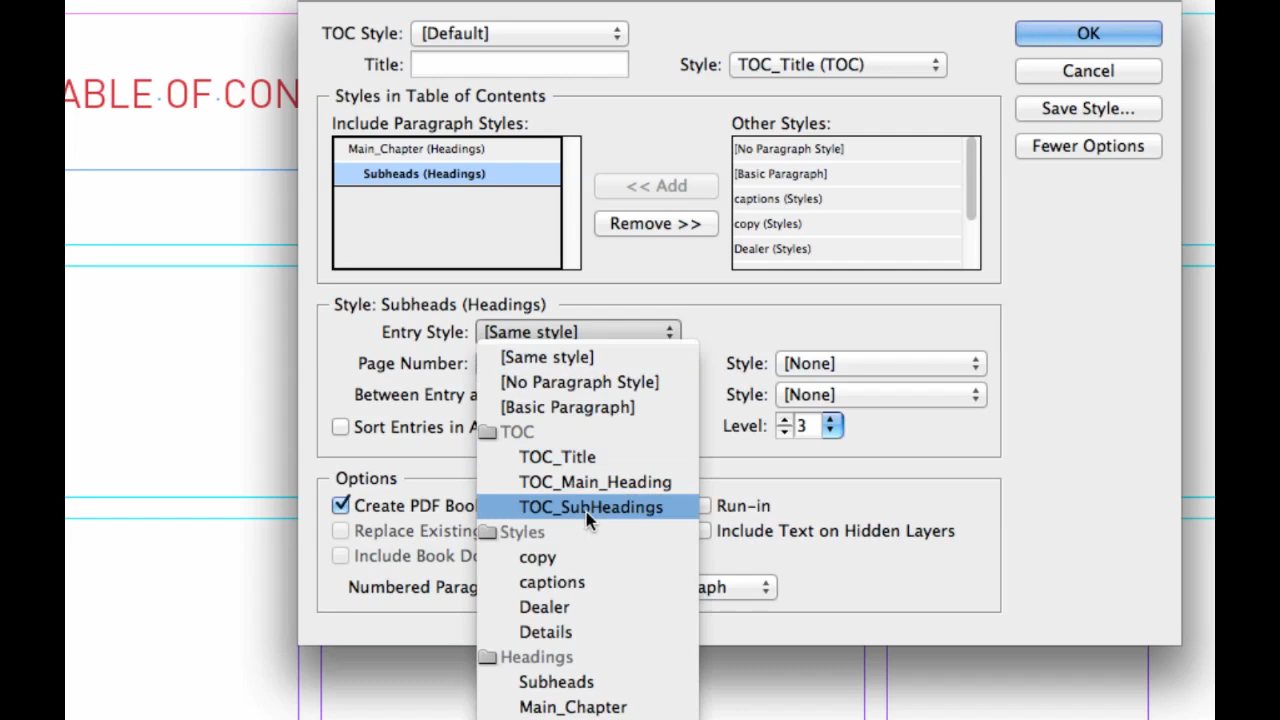 TOC Style: [Default]
OK
Title:
Style: TOC_Title (TOC)
Cancel
ABLE OF CON
Styles in Table of Contents
Save Style...
Include Paragraph Styles:
Other Styles:
Fewer Options
Main_Chapter (Headings)
Subheads (Headings)
<< Add
Remove >>
[No Paragraph Style]
[Basic Paragraph]
captions (Styles)
copy (Styles)
Dealer (Styles)
Style: Subheads (Headings)
Entry Style: [Same style]
Page Number:
Style: [None]
Between Entry a
Style: [None]
Sort Entries in A
Level: 3
[Same style]
[No Paragraph Style]
[Basic Paragraph]
TOC
TOC_Title
TOC_Main_Heading
TOC_SubHeadings
Styles
copy
captions
Dealer
Details
Headings
Subheads
Main_Chapter
Options
Create PDF Boo
Run-in
Replace Existing
Include Text on Hidden Layers
Include Book Do
Numbered Parag
aph